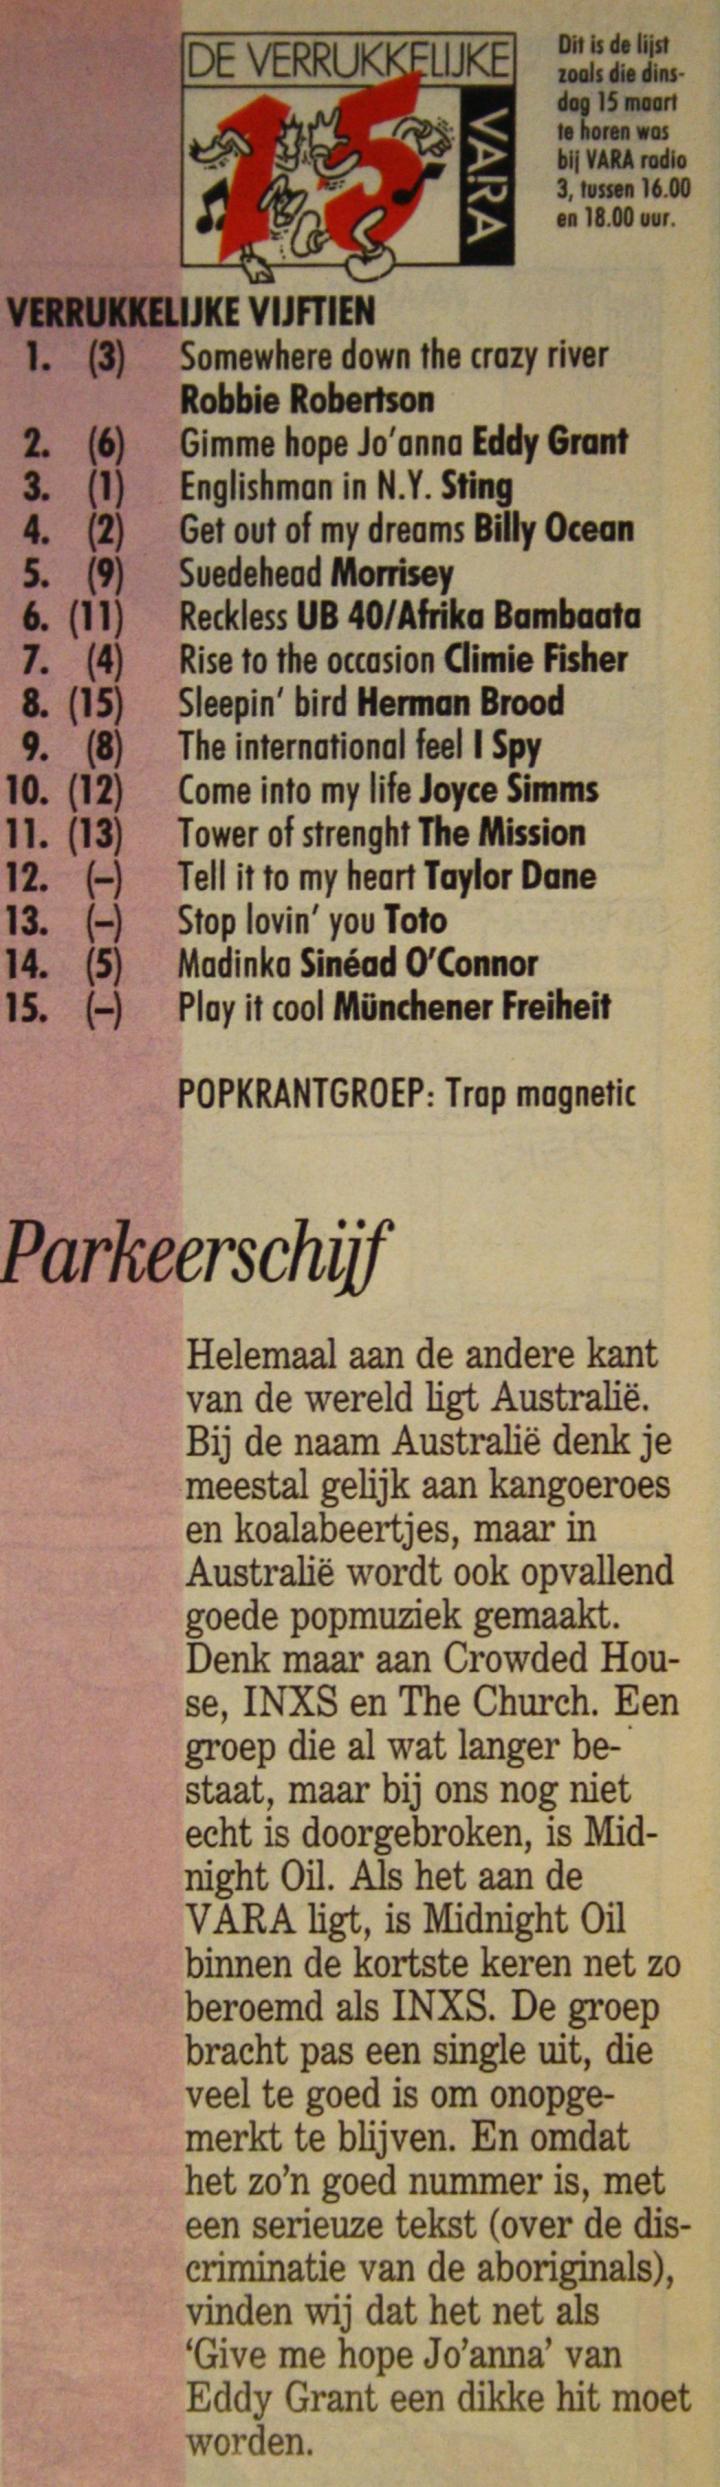 DE VERRUKKELIJKE
15
VARA
Dit is de lijst
zoals die dins-
dag 15 maart
te horen was
bij VARA radio
3, tussen 16.00
en 18.00 uur.
VERRUKKELIJKE VIJFTIEN
1. (3) Somewhere down the crazy river
Robbie Robertson
2. (6) Gimme hope Jo'anna Eddy Grant
3. (1) Englishman in N.Y. Sting
4. (2) Get out of my dreams Billy Ocean
5. (9) Suedehead Morrisey
6. (11) Reckless UB 40/Afrika Bambaata
7. (4) Rise to the occasion Climie Fisher
8. (15) Sleepin' bird Herman Brood
9. (8) The international feel I Spy
10. (12) Come into my life Joyce Simms
11. (13) Tower of strenght The Mission
12. (–) Tell it to my heart Taylor Dane
13. (–) Stop lovin' you Toto
14. (5) Madinka Sinéad O'Connor
15. (–) Play it cool Münchener Freiheit
POPKRANTGROEP: Trap magnetic
Parkeerschijf
Helemaal aan de andere kant
van de wereld ligt Australië.
Bij de naam Australië denk je
meestal gelijk aan kangoeroes
en koalabeertjes, maar in
Australië wordt ook opvallend
goede popmuziek gemaakt.
Denk maar aan Crowded Hou-
se, INXS en The Church. Een
groep die al wat langer be-
staat, maar bij ons nog niet
echt is doorgebroken, is Mid-
night Oil. Als het aan de
VARA ligt, is Midnight Oil
binnen de kortste keren net zo
beroemd als INXS. De groep
bracht pas een single uit, die
veel te goed is om onopge-
merkt te blijven. En omdat
het zo'n goed nummer is, met
een serieuze tekst (over de dis-
criminatie van de aboriginals),
vinden wij dat het net als
'Give me hope Jo'anna' van
Eddy Grant een dikke hit moet
worden.